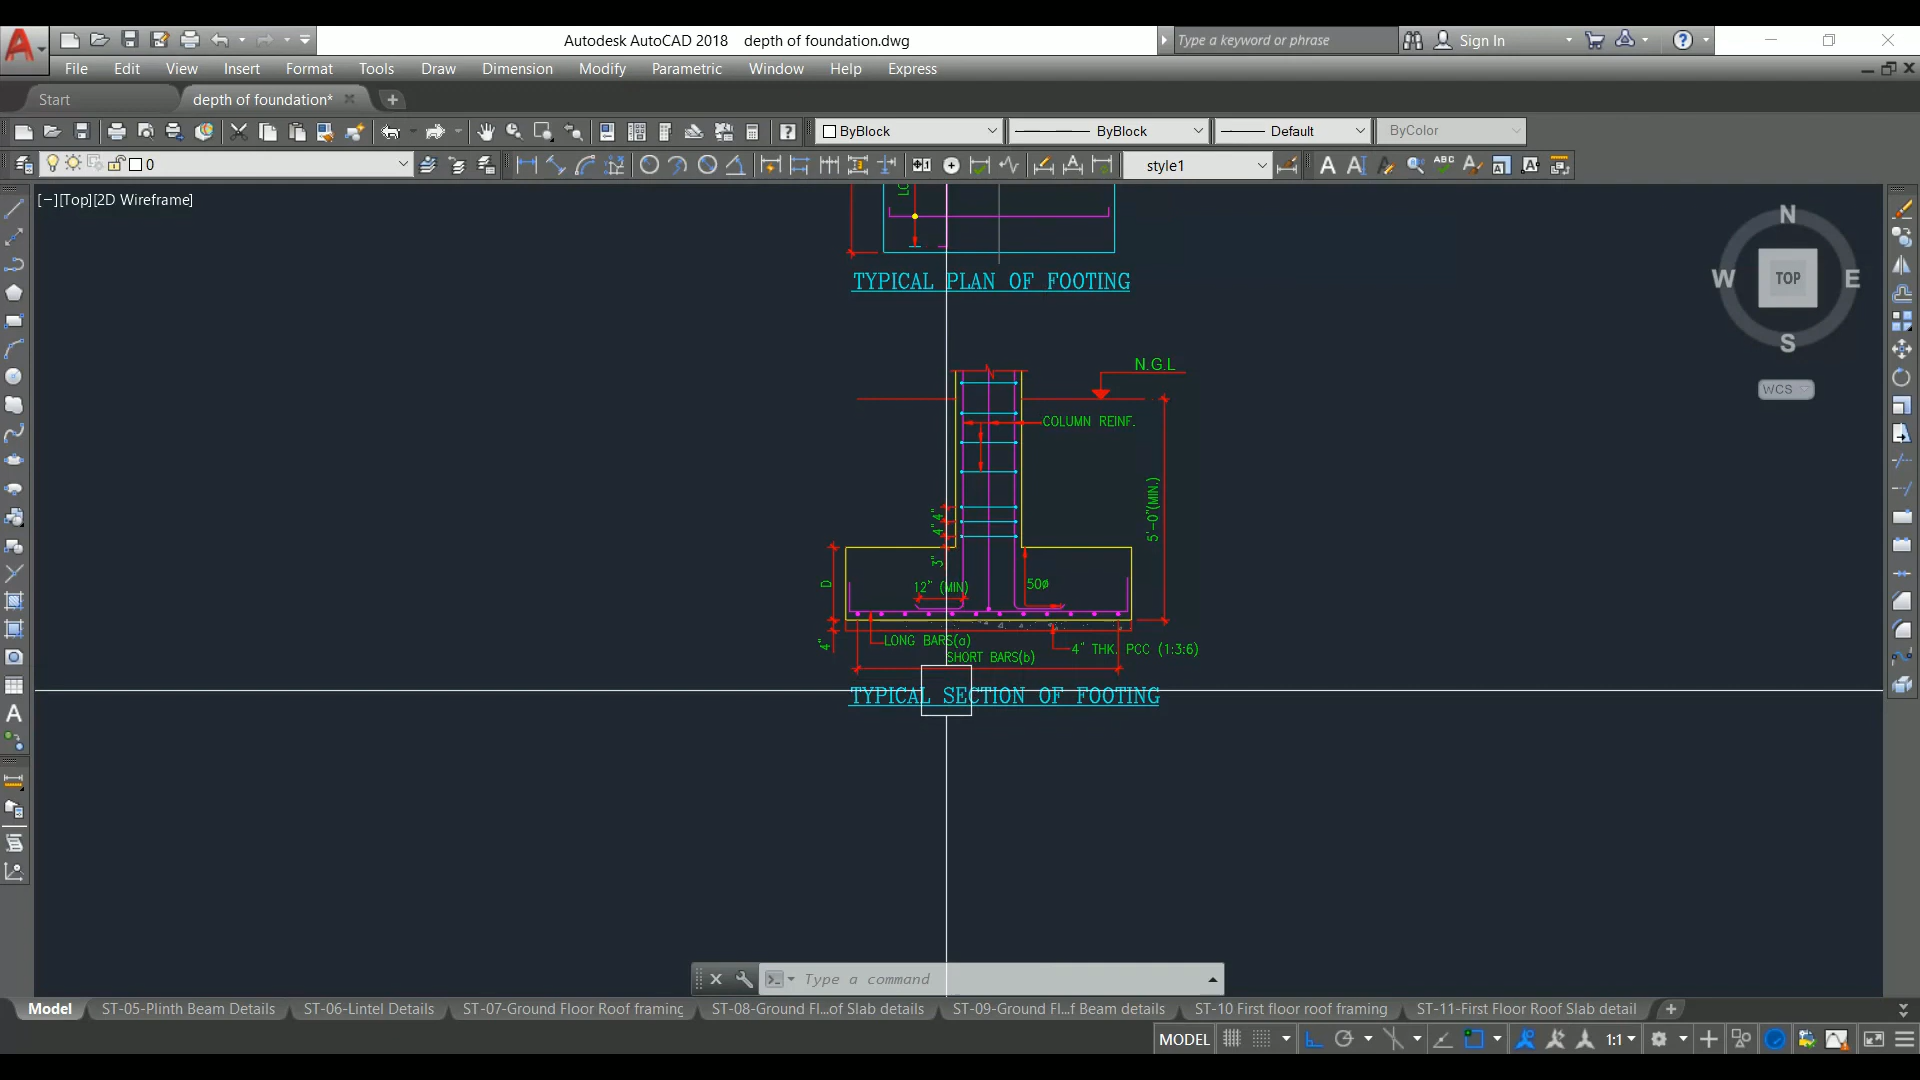 Autodesk AutoCAD 2018 depth of foundation.dwg
Type a keyword or phrase
Sign In
File Edit View Insert Format Tools Draw Dimension Modify Parametric Window Help Express
Start depth of foundation*
ByBlock ByBlock Default ByColor
0 style1
[−][Top][2D Wireframe]
N
W TOP E
S
WCS
TYPICAL PLAN OF FOOTING
N.G.L
COLUMN REINF.
5'-0"(MIN.)
4" 4"
3"
D
12" (MIN)
50ø
4"
LONG BARS(a)
SHORT BARS(b)
4" THK. PCC (1:3:6)
TYPICAL SECTION OF FOOTING
Type a command
Model ST-05-Plinth Beam Details ST-06-Lintel Details ST-07-Ground Floor Roof framing ST-08-Ground Fl...of Slab details ST-09-Ground Fl...f Beam details ST-10 First floor roof framing ST-11-First Floor Roof Slab detail
MODEL 1:1